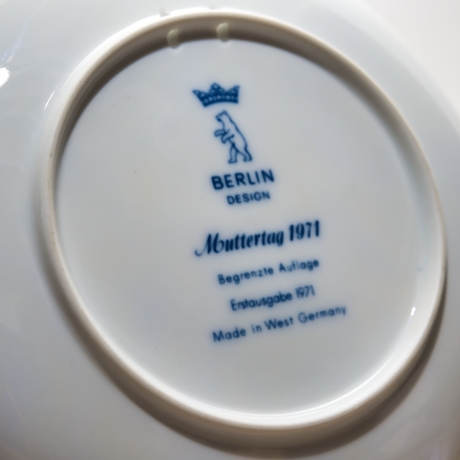 BERLIN
DESIGN
Muttertag 1971
Begrenzte Auflage
Erstausgabe 1971
Made in West Germany